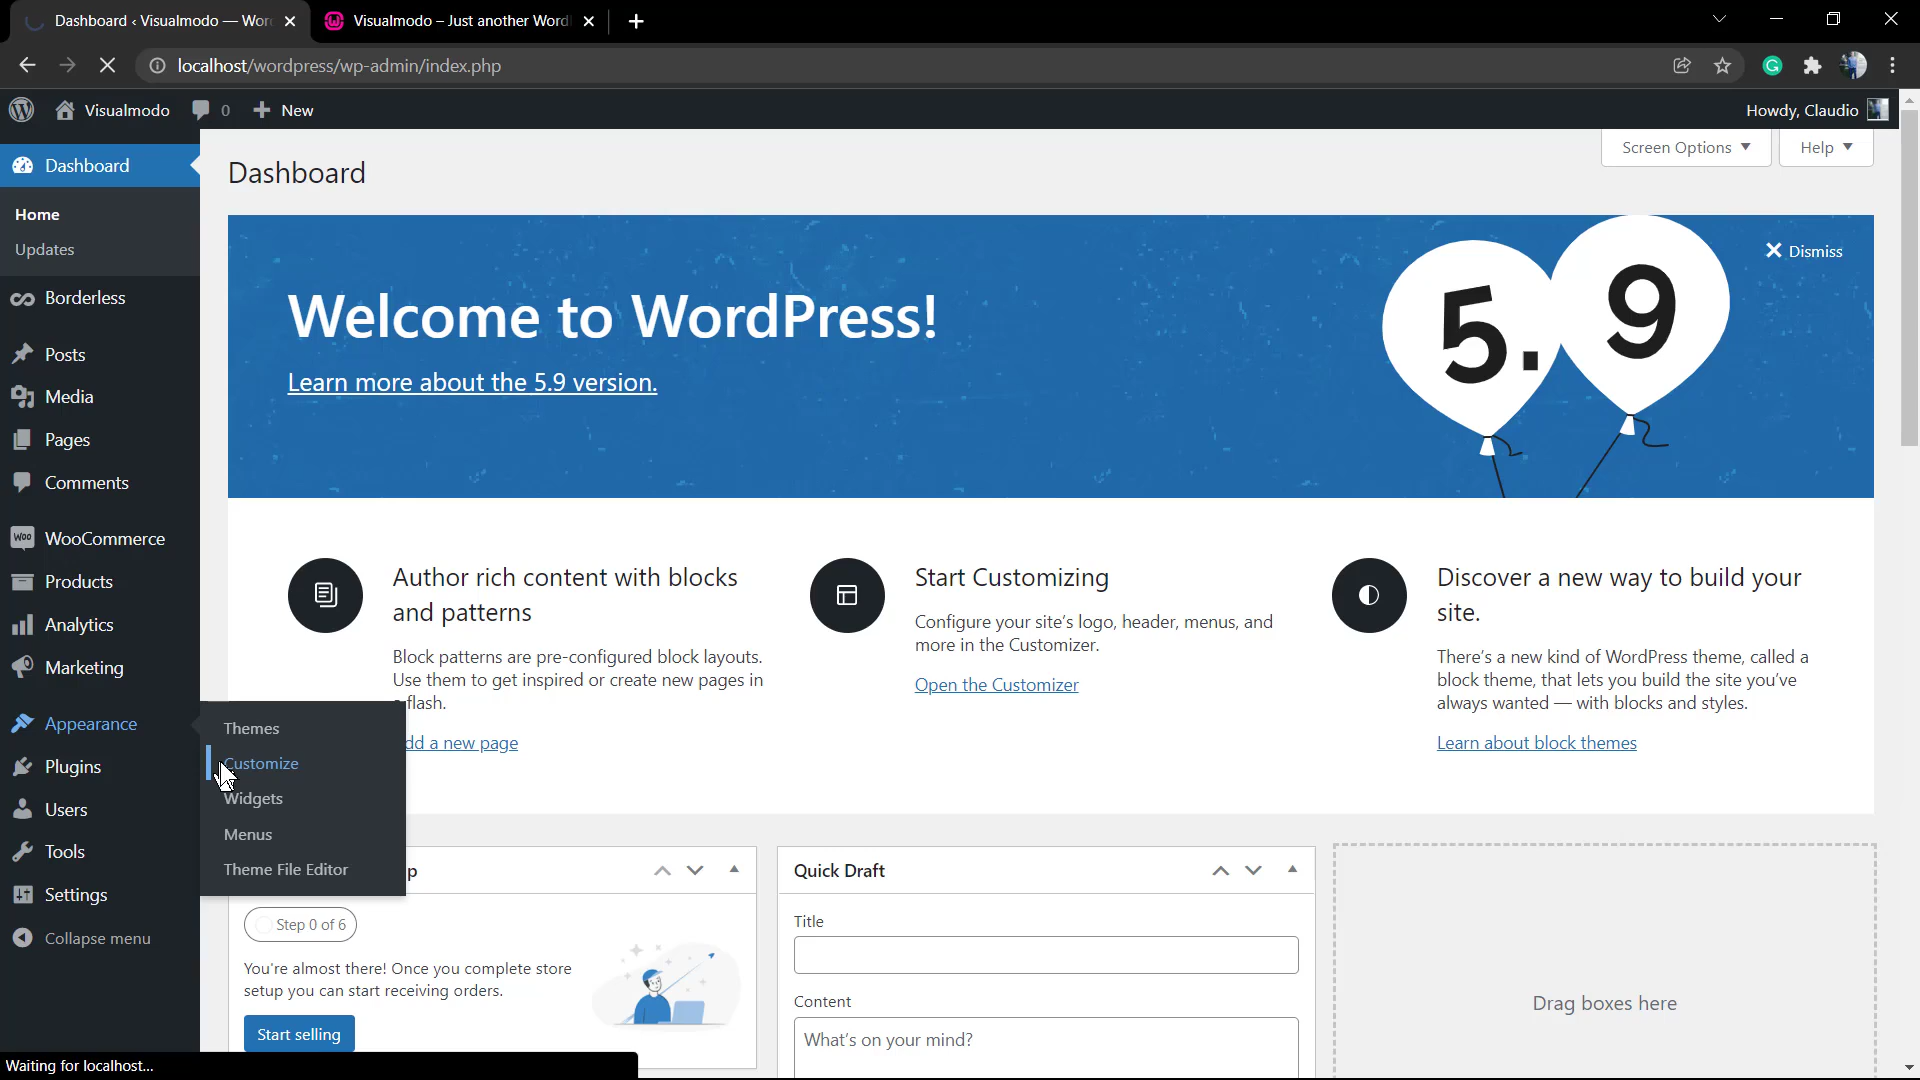 Dashboard ‹ Visualmodo — Wor
Visualmodo – Just another Word
localhost/wordpress/wp-admin/index.php
Visualmodo
0
New
Howdy, Claudio
Dashboard
Home
Updates
Borderless
Posts
Media
Pages
Comments
Woo
WooCommerce
Products
Analytics
Marketing
Appearance
Plugins
Users
Tools
Settings
Collapse menu
Themes
Customize
Widgets
Menus
Theme File Editor
Screen Options
Help
Dashboard
Dismiss
Welcome to WordPress!
Learn more about the 5.9 version.
5.9
Author rich content with blocks
and patterns
Block patterns are pre-configured block layouts.
Use them to get inspired or create new pages in
flash.
dd a new page
Start Customizing
Configure your site's logo, header, menus, and
more in the Customizer.
Open the Customizer
Discover a new way to build your
site.
There's a new kind of WordPress theme, called a
block theme, that lets you build the site you've
always wanted — with blocks and styles.
Learn about block themes
p
Step 0 of 6
You're almost there! Once you complete store
setup you can start receiving orders.
Start selling
Quick Draft
Title
Content
What's on your mind?
Drag boxes here
Waiting for localhost...